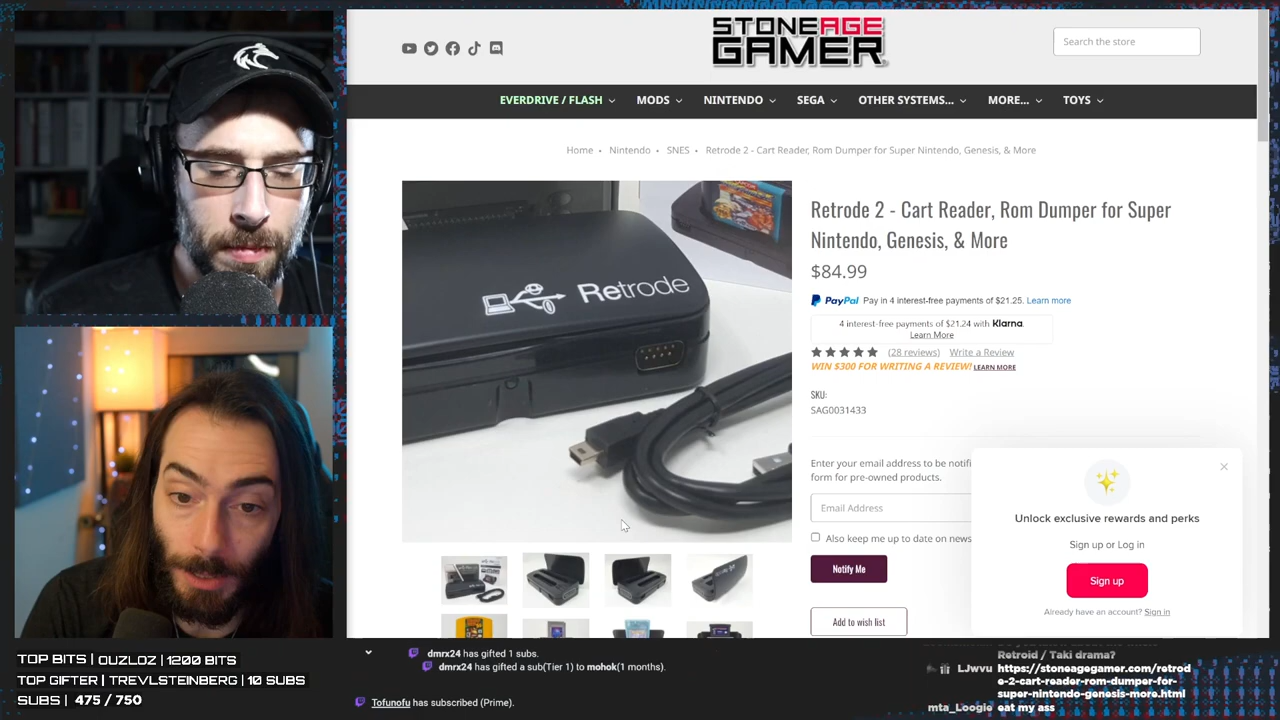 STONEAGE
GAMER
Search the store
EVERDRIVE / FLASH MODS NINTENDO SEGA OTHER SYSTEMS... MORE... TOYS
Home • Nintendo • SNES • Retrode 2 - Cart Reader, Rom Dumper for Super Nintendo, Genesis, & More
Retrode
Retrode 2 - Cart Reader, Rom Dumper for Super
Nintendo, Genesis, & More
$84.99
PayPal Pay in 4 interest-free payments of $21.25. Learn more
4 interest-free payments of $21.24 with Klarna.
Learn More
(28 reviews) Write a Review
WIN $300 FOR WRITING A REVIEW! LEARN MORE
SKU:
SAG0031433
Enter your email address to be notifi
form for pre-owned products.
Email Address
Also keep me up to date on news
Notify Me
Add to wish list
Unlock exclusive rewards and perks
Sign up or Log in
Sign up
Already have an account? Sign in
TOP BITS | OUZLOZ | 1200 BITS
TOP GIFTER | TREVLSTEINBERG | 10 SUBS
SUBS | 475 / 750
dmrx24 has gifted 1 subs.
dmrx24 has gifted a sub(Tier 1) to mohok(1 months).
Tofunofu has subscribed (Prime).
Retroid / Taki drama?
LJwvu https://stoneagegamer.com/retrod
e-2-cart-reader-rom-dumper-for-
super-nintendo-genesis-more.html
mta_Loogie eat my ass